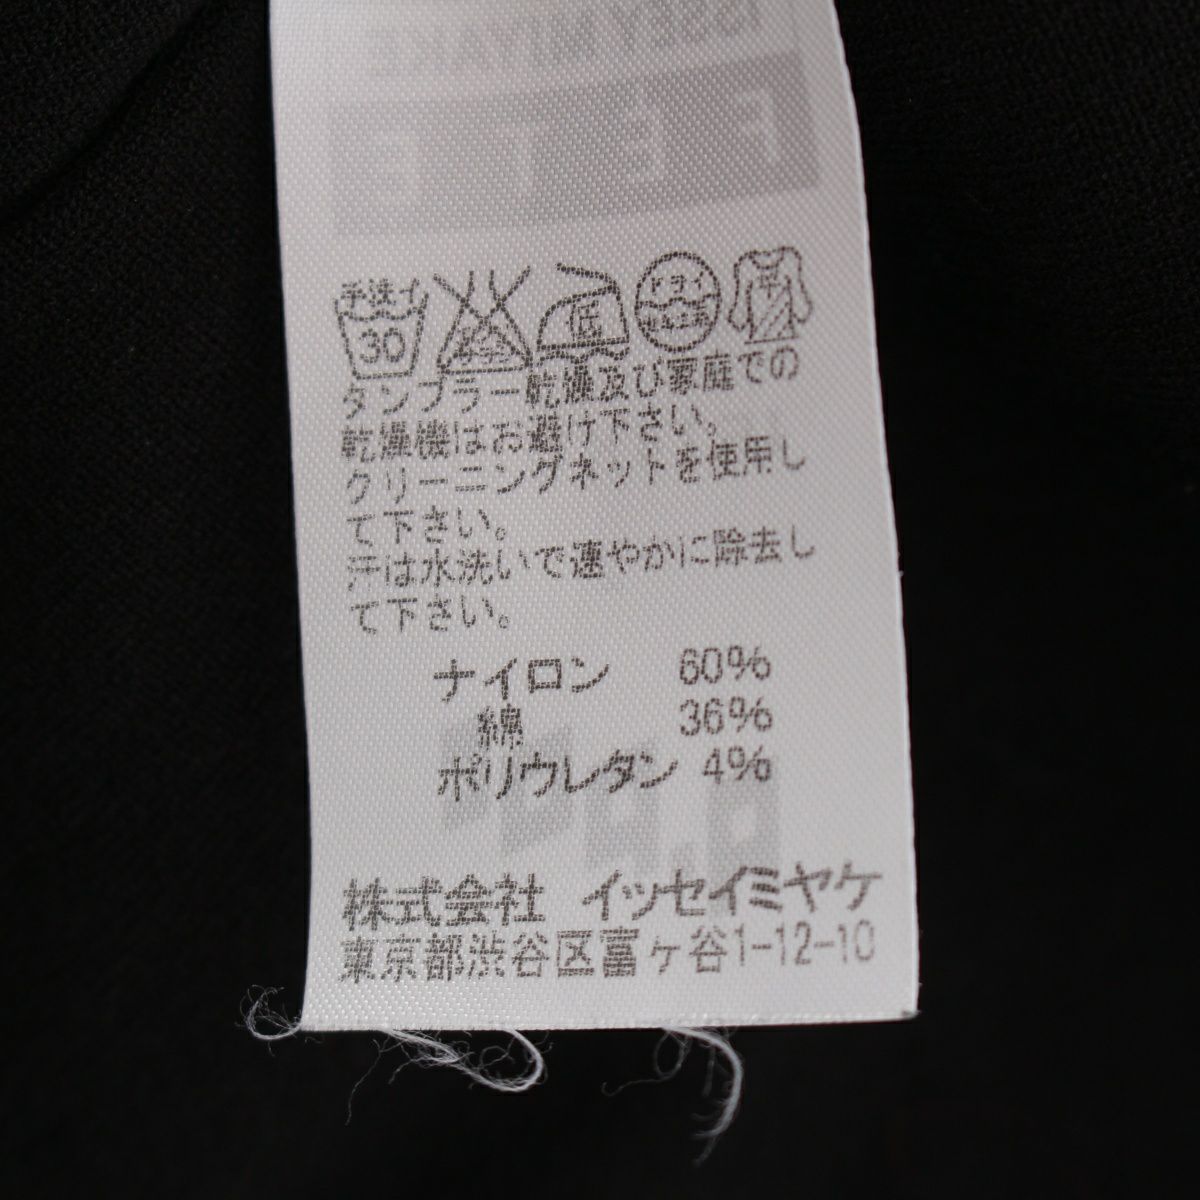 ISSEY MIYAKE
FETE
手洗イ
30
低
ドライ
タンブラー乾燥及び家庭での
乾燥機はお避け下さい。
クリーニングネットを使用し
て下さい。
汗は水洗いで速やかに除去し
て下さい。
ナイロン 60%
綿 36%
ポリウレタン 4%
株式会社 イッセイミヤケ
東京都渋谷区富ヶ谷1-12-10